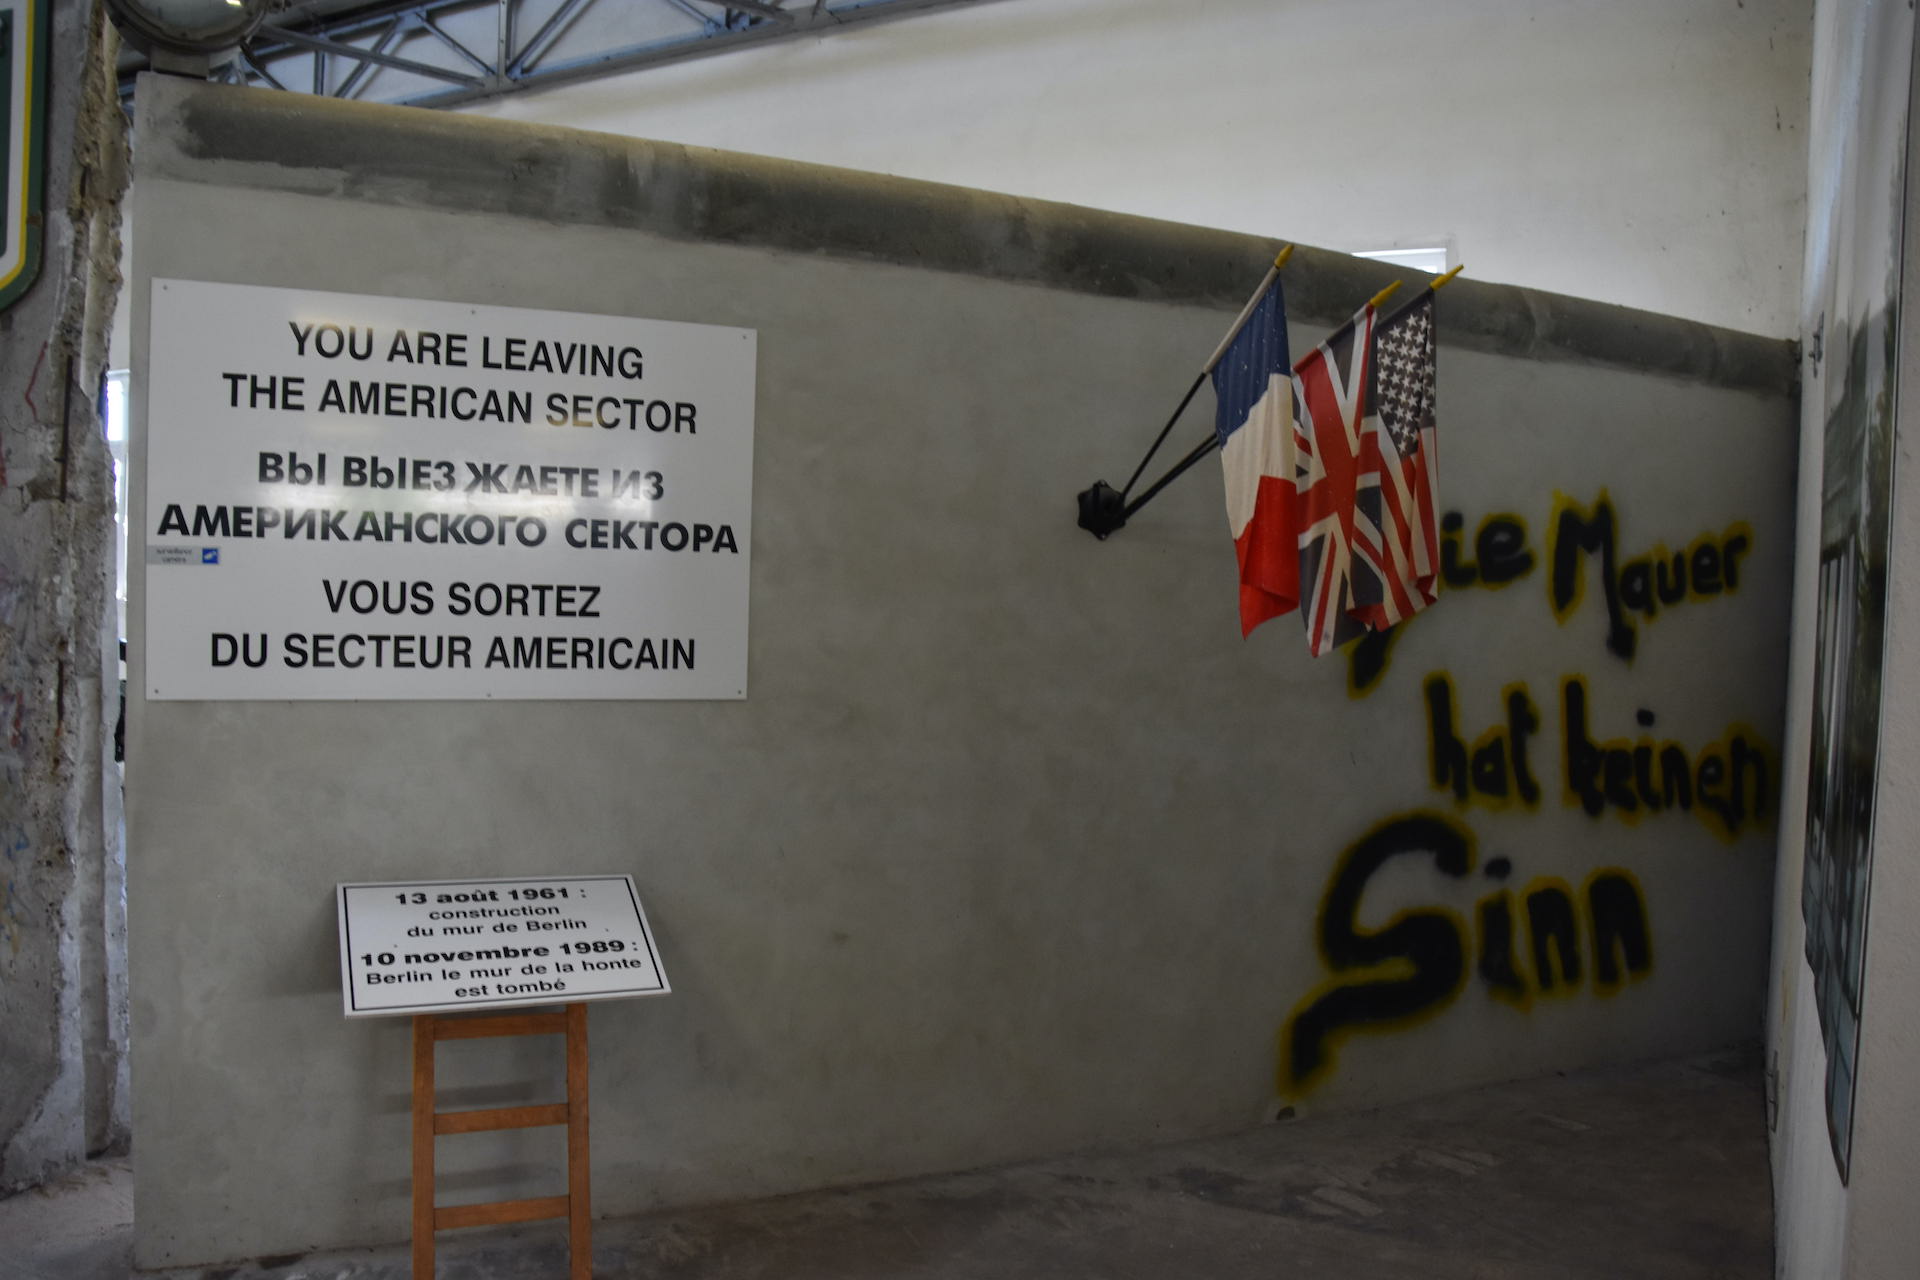 YOU ARE LEAVING
THE AMERICAN SECTOR
ВЫ ВЫЕЗЖАЕТЕ ИЗ
АМЕРИКАНСКОГО СЕКТОРА
VOUS SORTEZ
DU SECTEUR AMERICAIN
13 août 1961 :
construction
du mur de Berlin
10 novembre 1989 :
Berlin le mur de la honte
est tombé
Mauer
hat keinen
Sinn